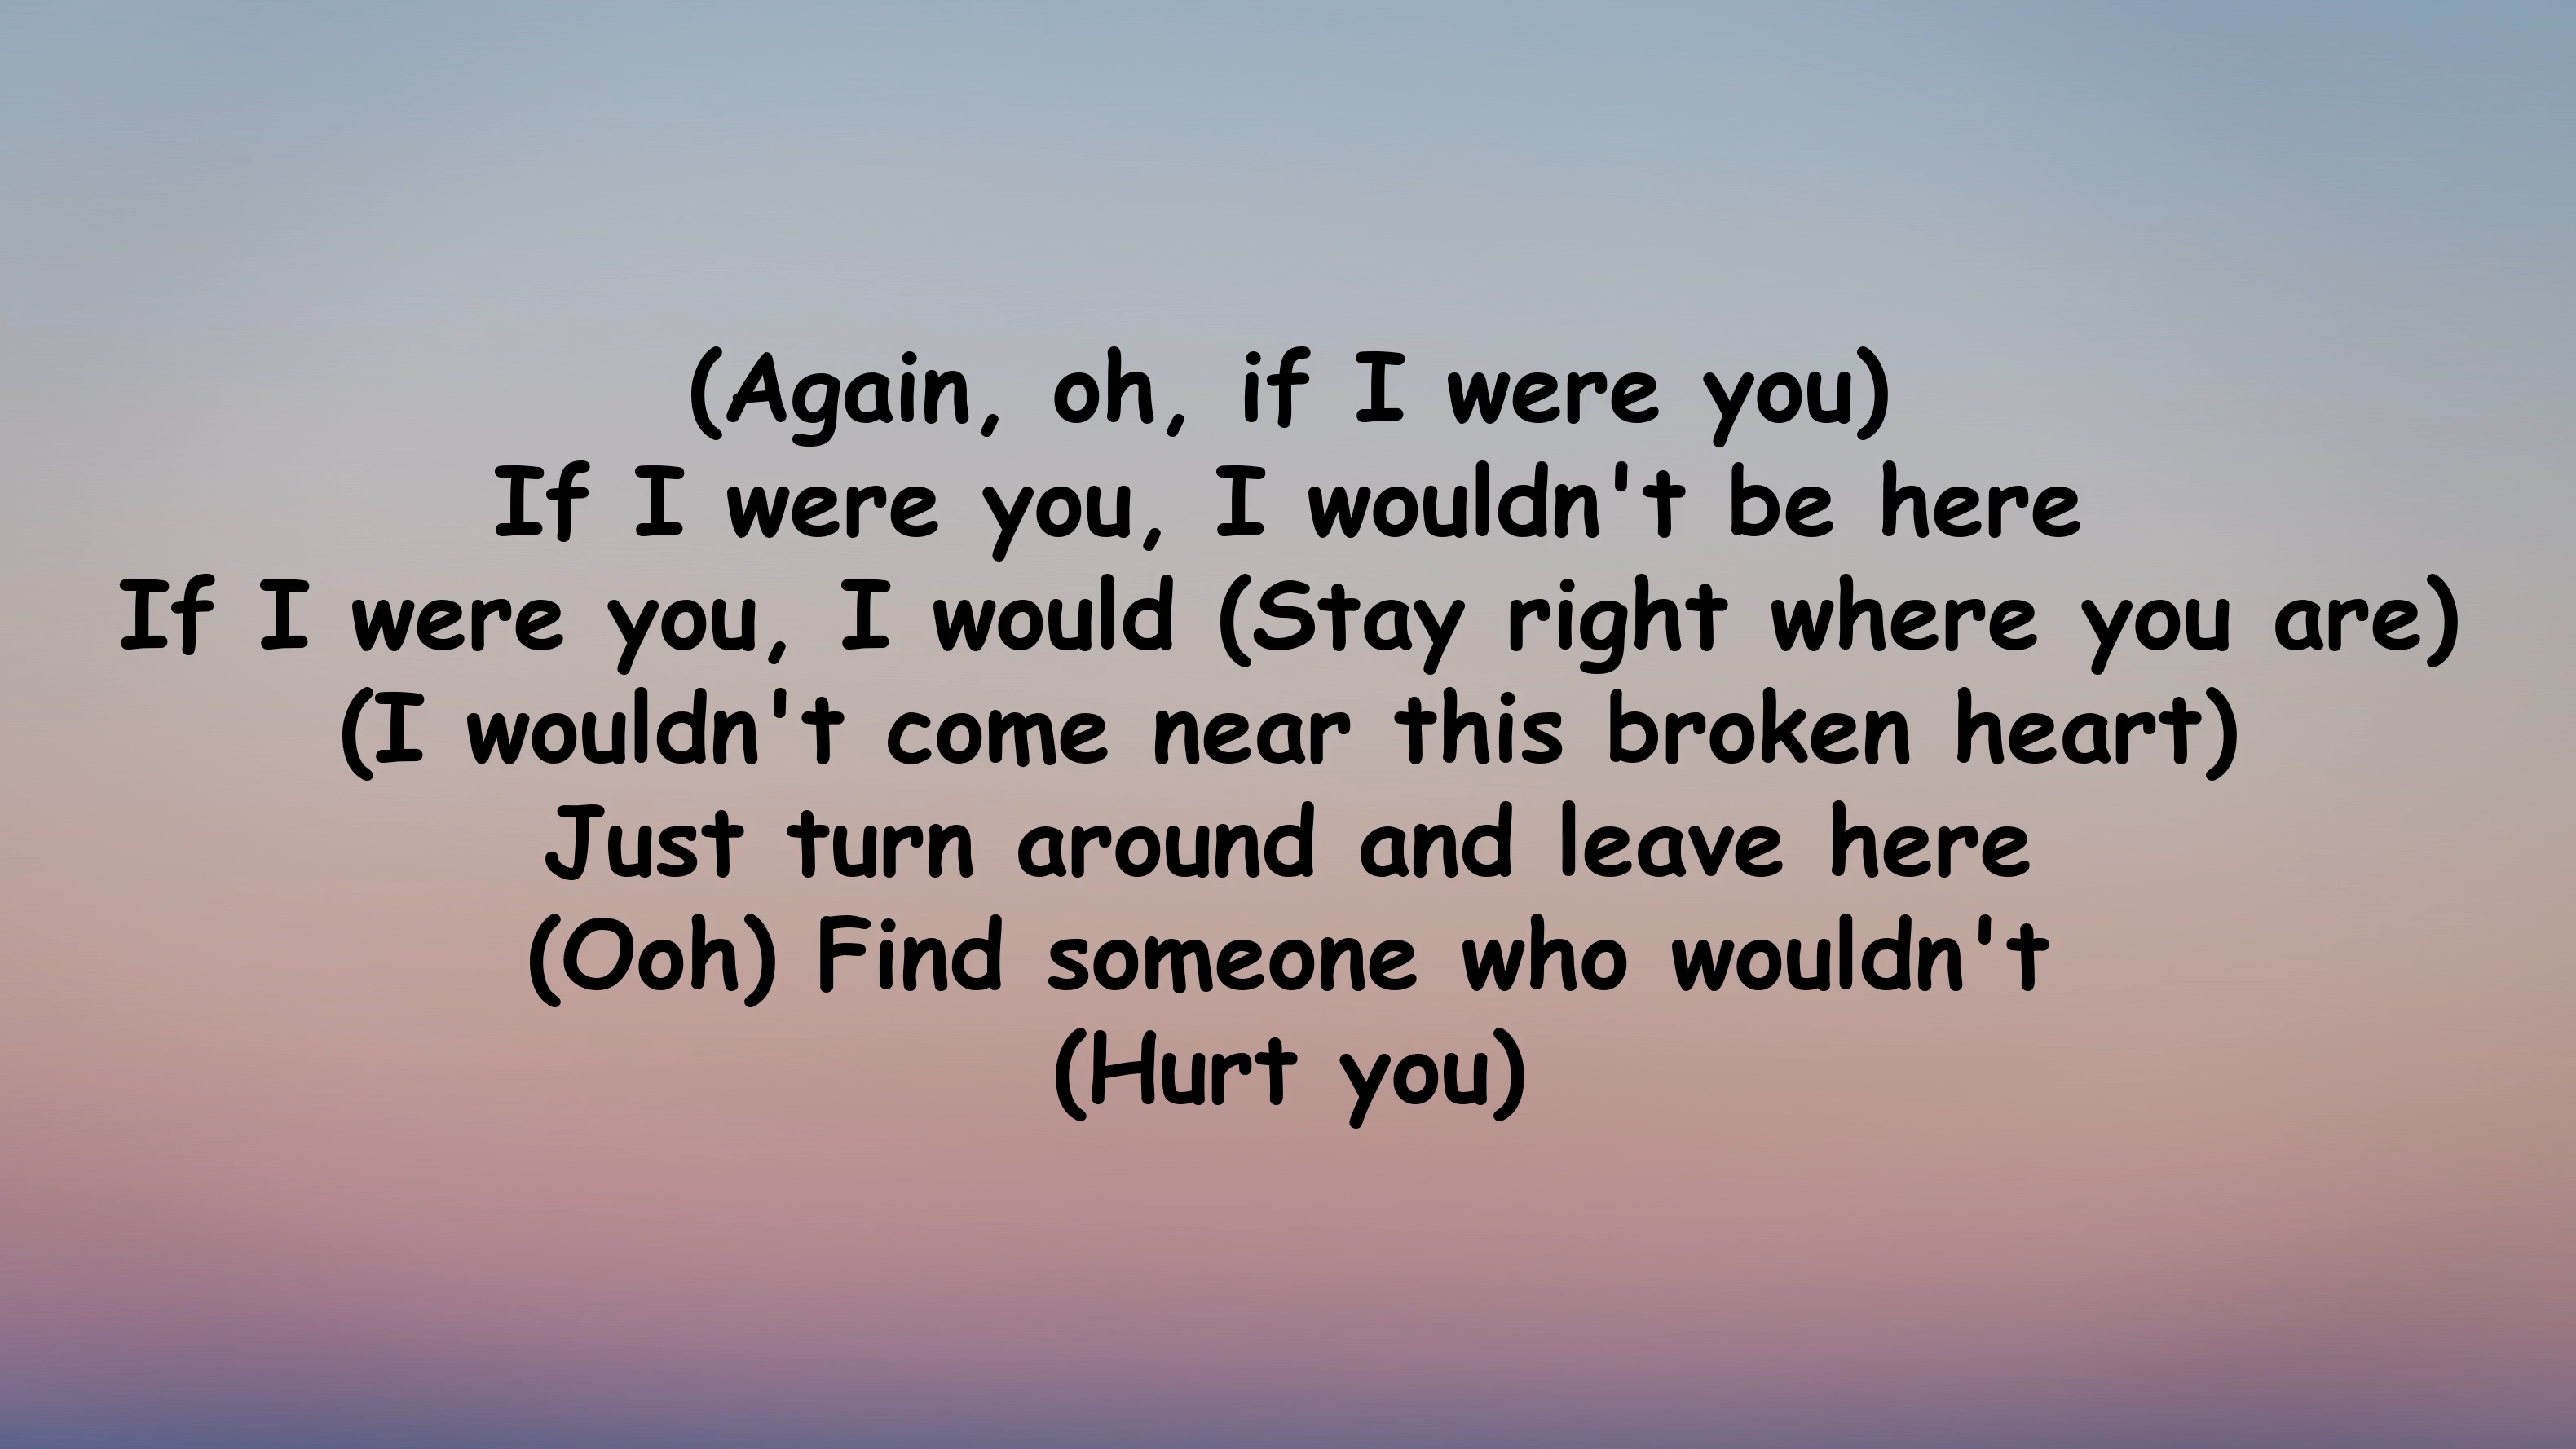 (Again, oh, if I were you)
If I were you, I wouldn't be here
If I were you, I would (Stay right where you are)
(I wouldn't come near this broken heart)
Just turn around and leave here
(Ooh) Find someone who wouldn't
(Hurt you)